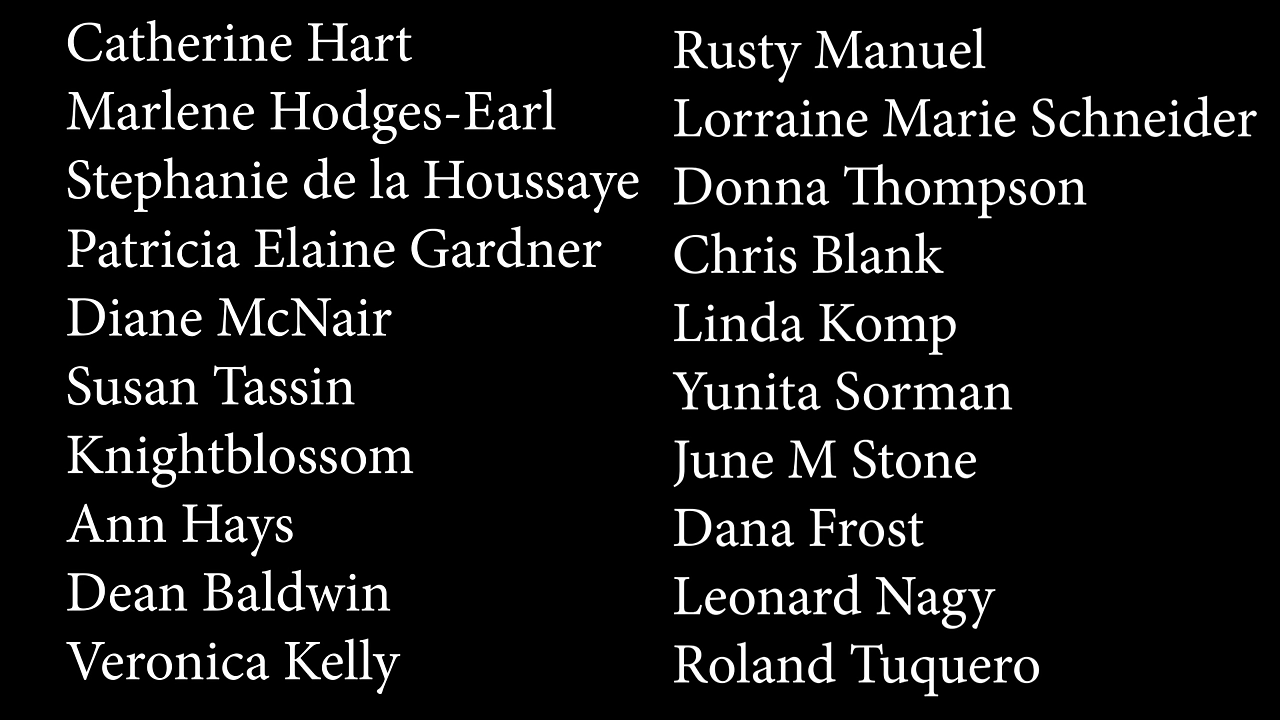 Catherine Hart
Marlene Hodges-Earl
Stephanie de la Houssaye
Patricia Elaine Gardner
Diane McNair
Susan Tassin
Knightblossom
Ann Hays
Dean Baldwin
Veronica Kelly
Rusty Manuel
Lorraine Marie Schneider
Donna Thompson
Chris Blank
Linda Komp
Yunita Sorman
June M Stone
Dana Frost
Leonard Nagy
Roland Tuquero